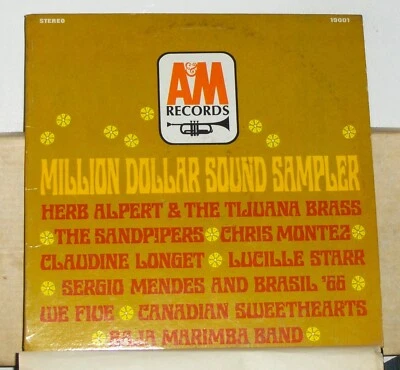 STEREO
19001
A&M
RECORDS
MILLION DOLLAR SOUND SAMPLER
HERB ALPERT & THE TIJUANA BRASS
THE SANDPIPERS CHRIS MONTEZ
CLAUDINE LONGET LUCILLE STARR
SERGIO MENDES AND BRASIL '66
WE FIVE CANADIAN SWEETHEARTS
BAJA MARIMBA BAND